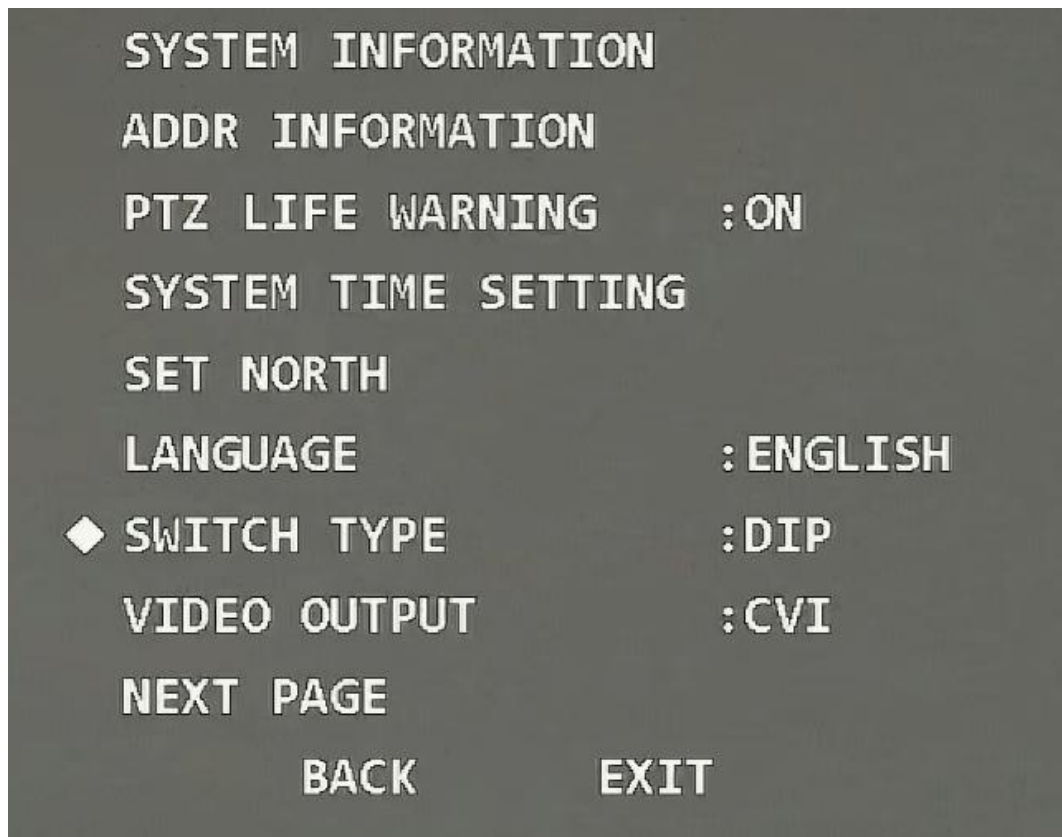 SYSTEM INFORMATION
ADDR INFORMATION
PTZ LIFE WARNING :ON
SYSTEM TIME SETTING
SET NORTH
LANGUAGE :ENGLISH
SWITCH TYPE :DIP
VIDEO OUTPUT :CVI
NEXT PAGE
BACK EXIT